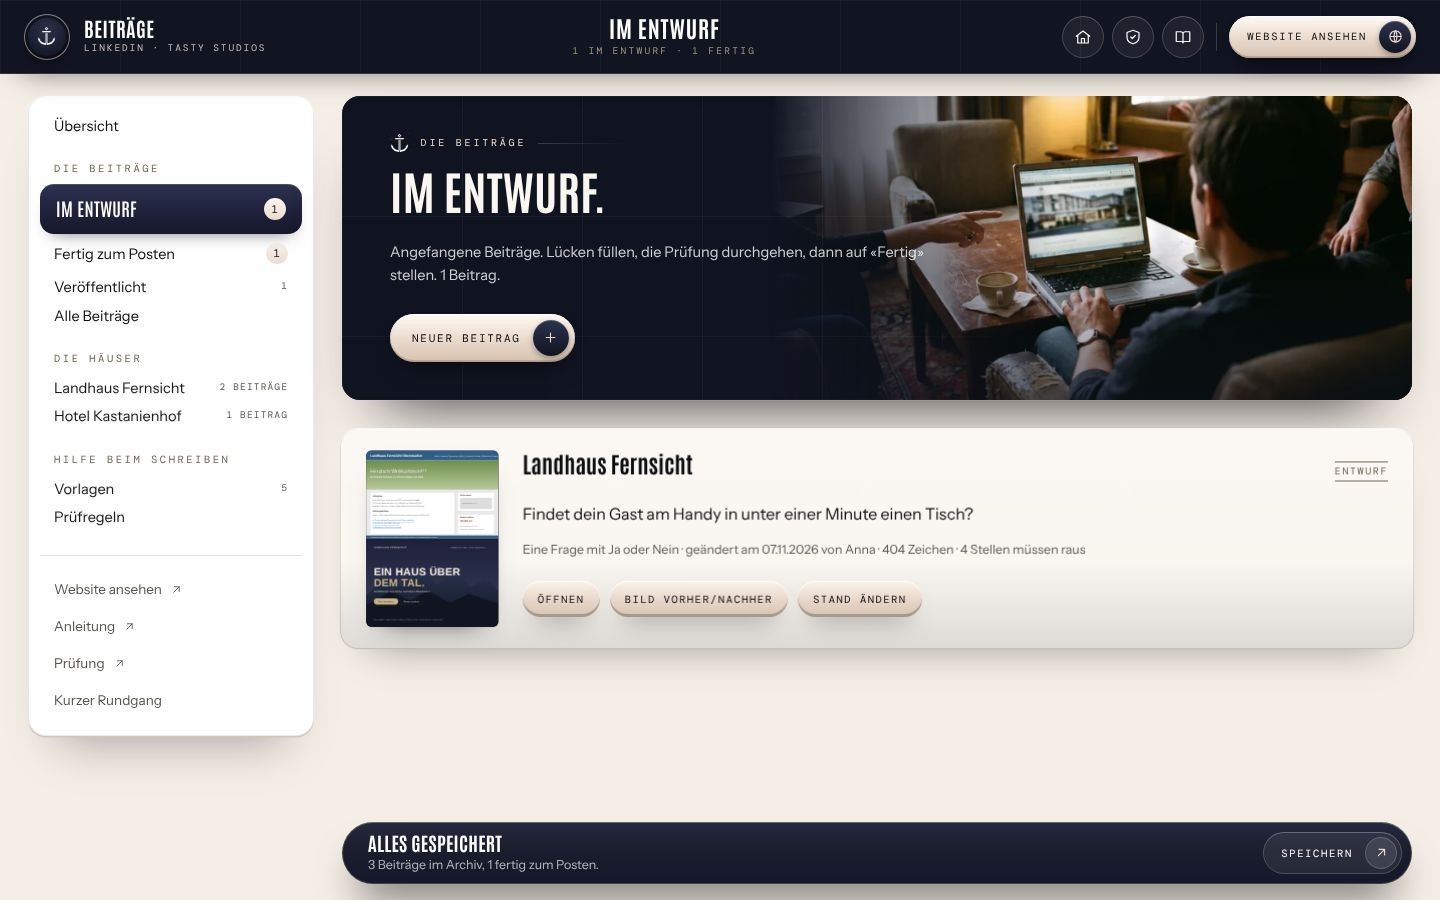 BEITRÄGE
LINKEDIN · TASTY STUDIOS
IM ENTWURF
1 IM ENTWURF · 1 FERTIG
WEBSITE ANSEHEN
Übersicht
DIE BEITRÄGE
IM ENTWURF 1
Fertig zum Posten 1
Veröffentlicht 1
Alle Beiträge
DIE HÄUSER
Landhaus Fernsicht 2 BEITRÄGE
Hotel Kastanienhof 1 BEITRAG
HILFE BEIM SCHREIBEN
Vorlagen 5
Prüfregeln
Website ansehen
Anleitung
Prüfung
Kurzer Rundgang
DIE BEITRÄGE
IM ENTWURF.
Angefangene Beiträge. Lücken füllen, die Prüfung durchgehen, dann auf «Fertig»
stellen. 1 Beitrag.
NEUER BEITRAG
EIN HAUS ÜBER
DEM TAL.
Landhaus Fernsicht
ENTWURF
Findet dein Gast am Handy in unter einer Minute einen Tisch?
Eine Frage mit Ja oder Nein · geändert am 07.11.2026 von Anna · 404 Zeichen · 4 Stellen müssen raus
ÖFFNEN
BILD VORHER/NACHHER
STAND ÄNDERN
ALLES GESPEICHERT
3 Beiträge im Archiv, 1 fertig zum Posten.
SPEICHERN